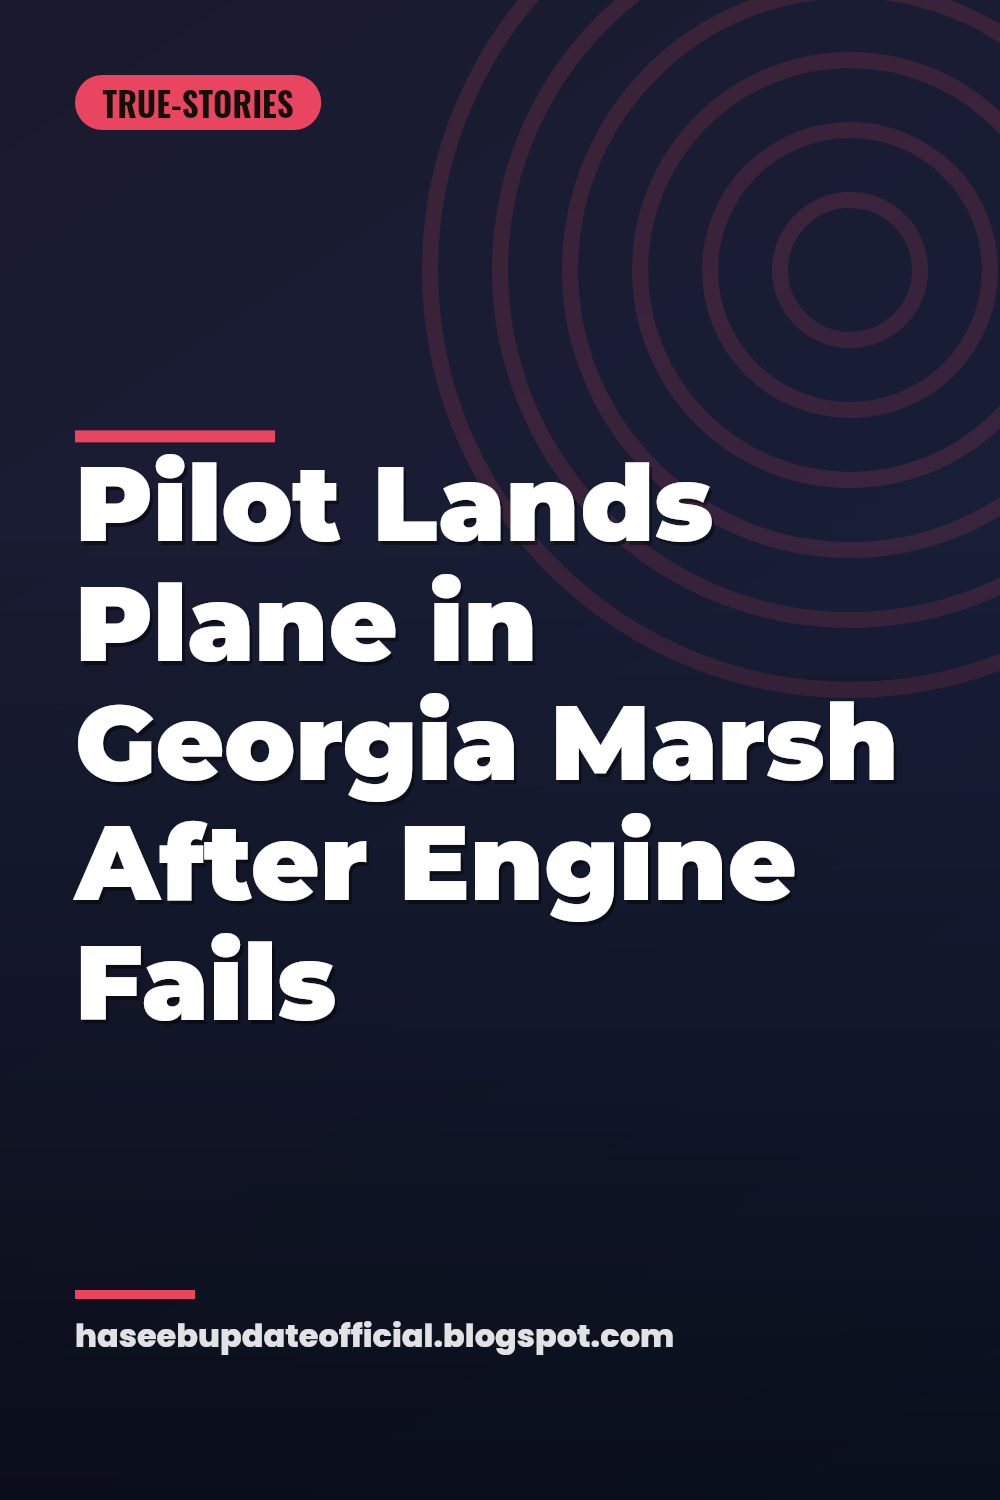 TRUE-STORIES
Pilot Lands
Plane in
Georgia Marsh
After Engine
Fails
haseebupdateofficial.blogspot.com